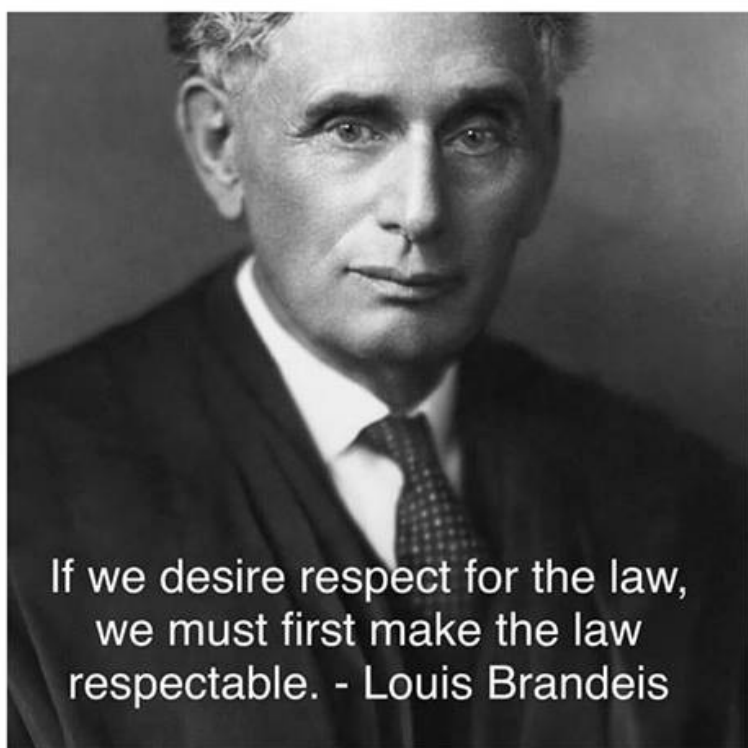 If we desire respect for the law,
we must first make the law
respectable. - Louis Brandeis